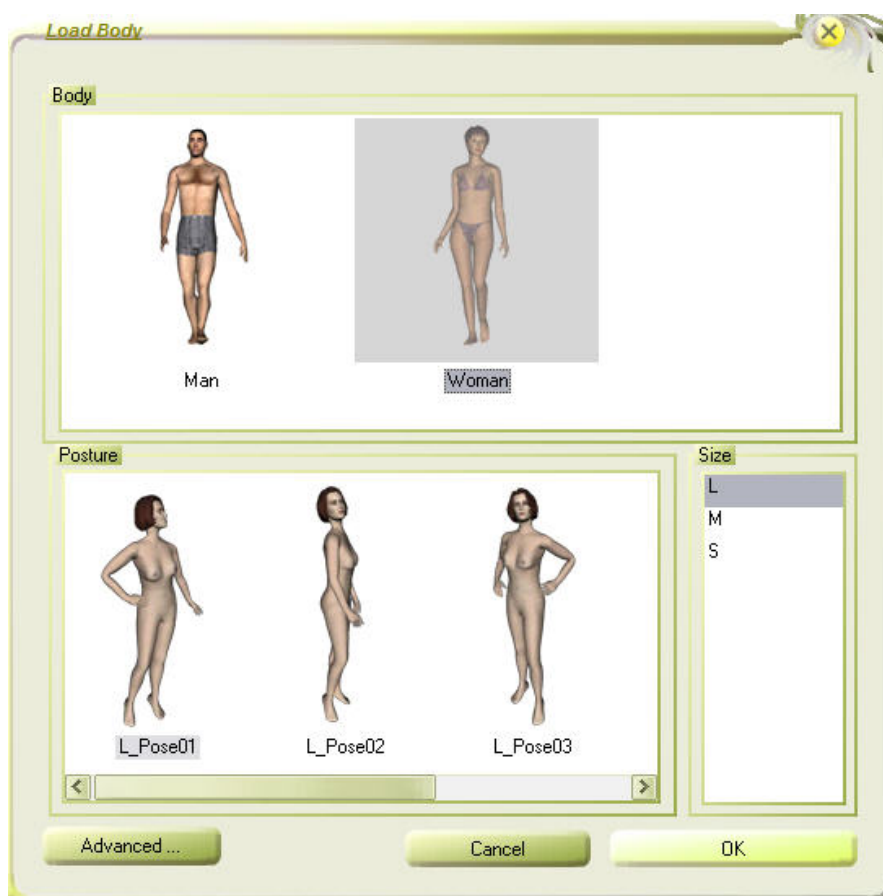 Load Body
Body
Man
Woman
Posture
L_Pose01
L_Pose02
L_Pose03
Size
L
M
S
Advanced ...
Cancel
OK